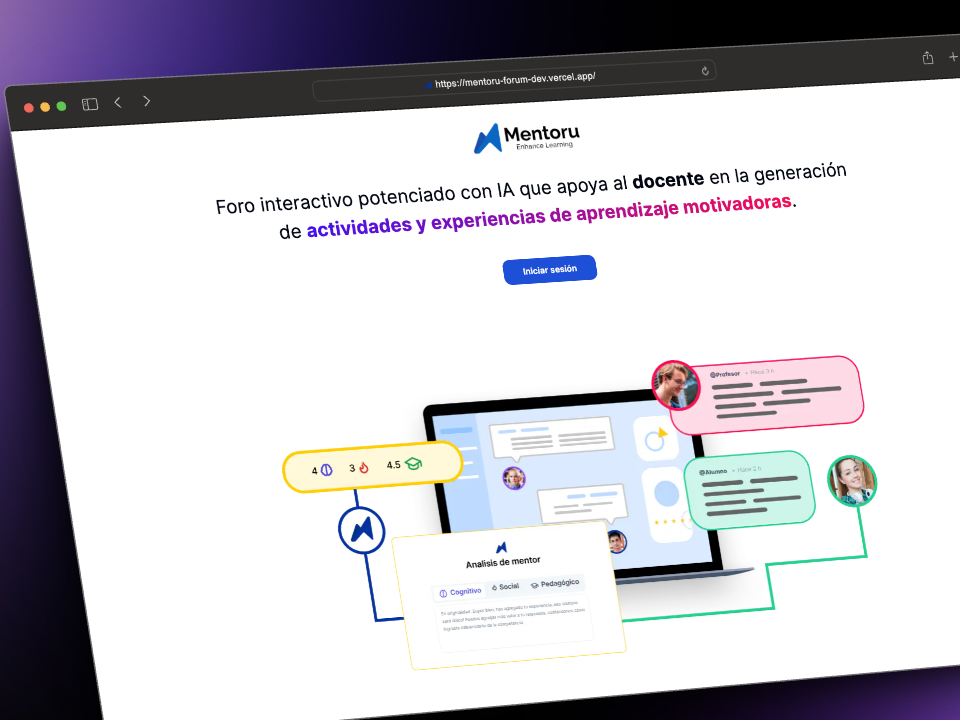 https://mentoru-forum-dev.vercel.app/
Mentoru
Enhance Learning
Foro interactivo potenciado con IA que apoya al docente en la generación
de actividades y experiencias de aprendizaje motivadoras.
Iniciar sesión
@Profesor • Hace 3 h
4 3 4.5
@Alumno • Hace 2 h
Analisis de mentor
Cognitivo Social Pedagógico